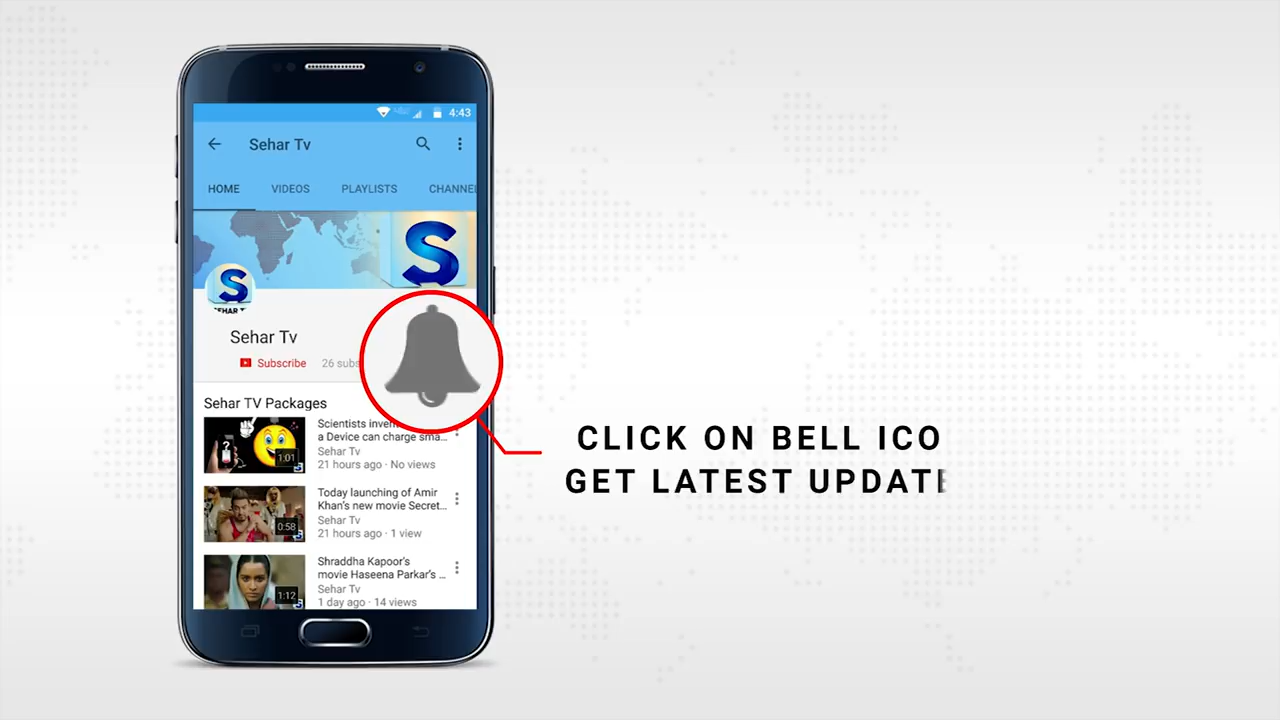 4:43
Sehar Tv
HOME VIDEOS PLAYLISTS CHANNE
S
S
SEHAR T
Sehar Tv
Subscribe 26 subs
Sehar TV Packages
Scientists inven
a Device can charge sma...
Sehar Tv
21 hours ago · No views
?
1:01
Today launching of Amir
Khan's new movie Secret...
Sehar Tv
21 hours ago · 1 view
0:58
Shraddha Kapoor's
movie Haseena Parkar's ...
Sehar Tv
1 day ago · 14 views
1:12
CLICK ON BELL ICO
GET LATEST UPDATE